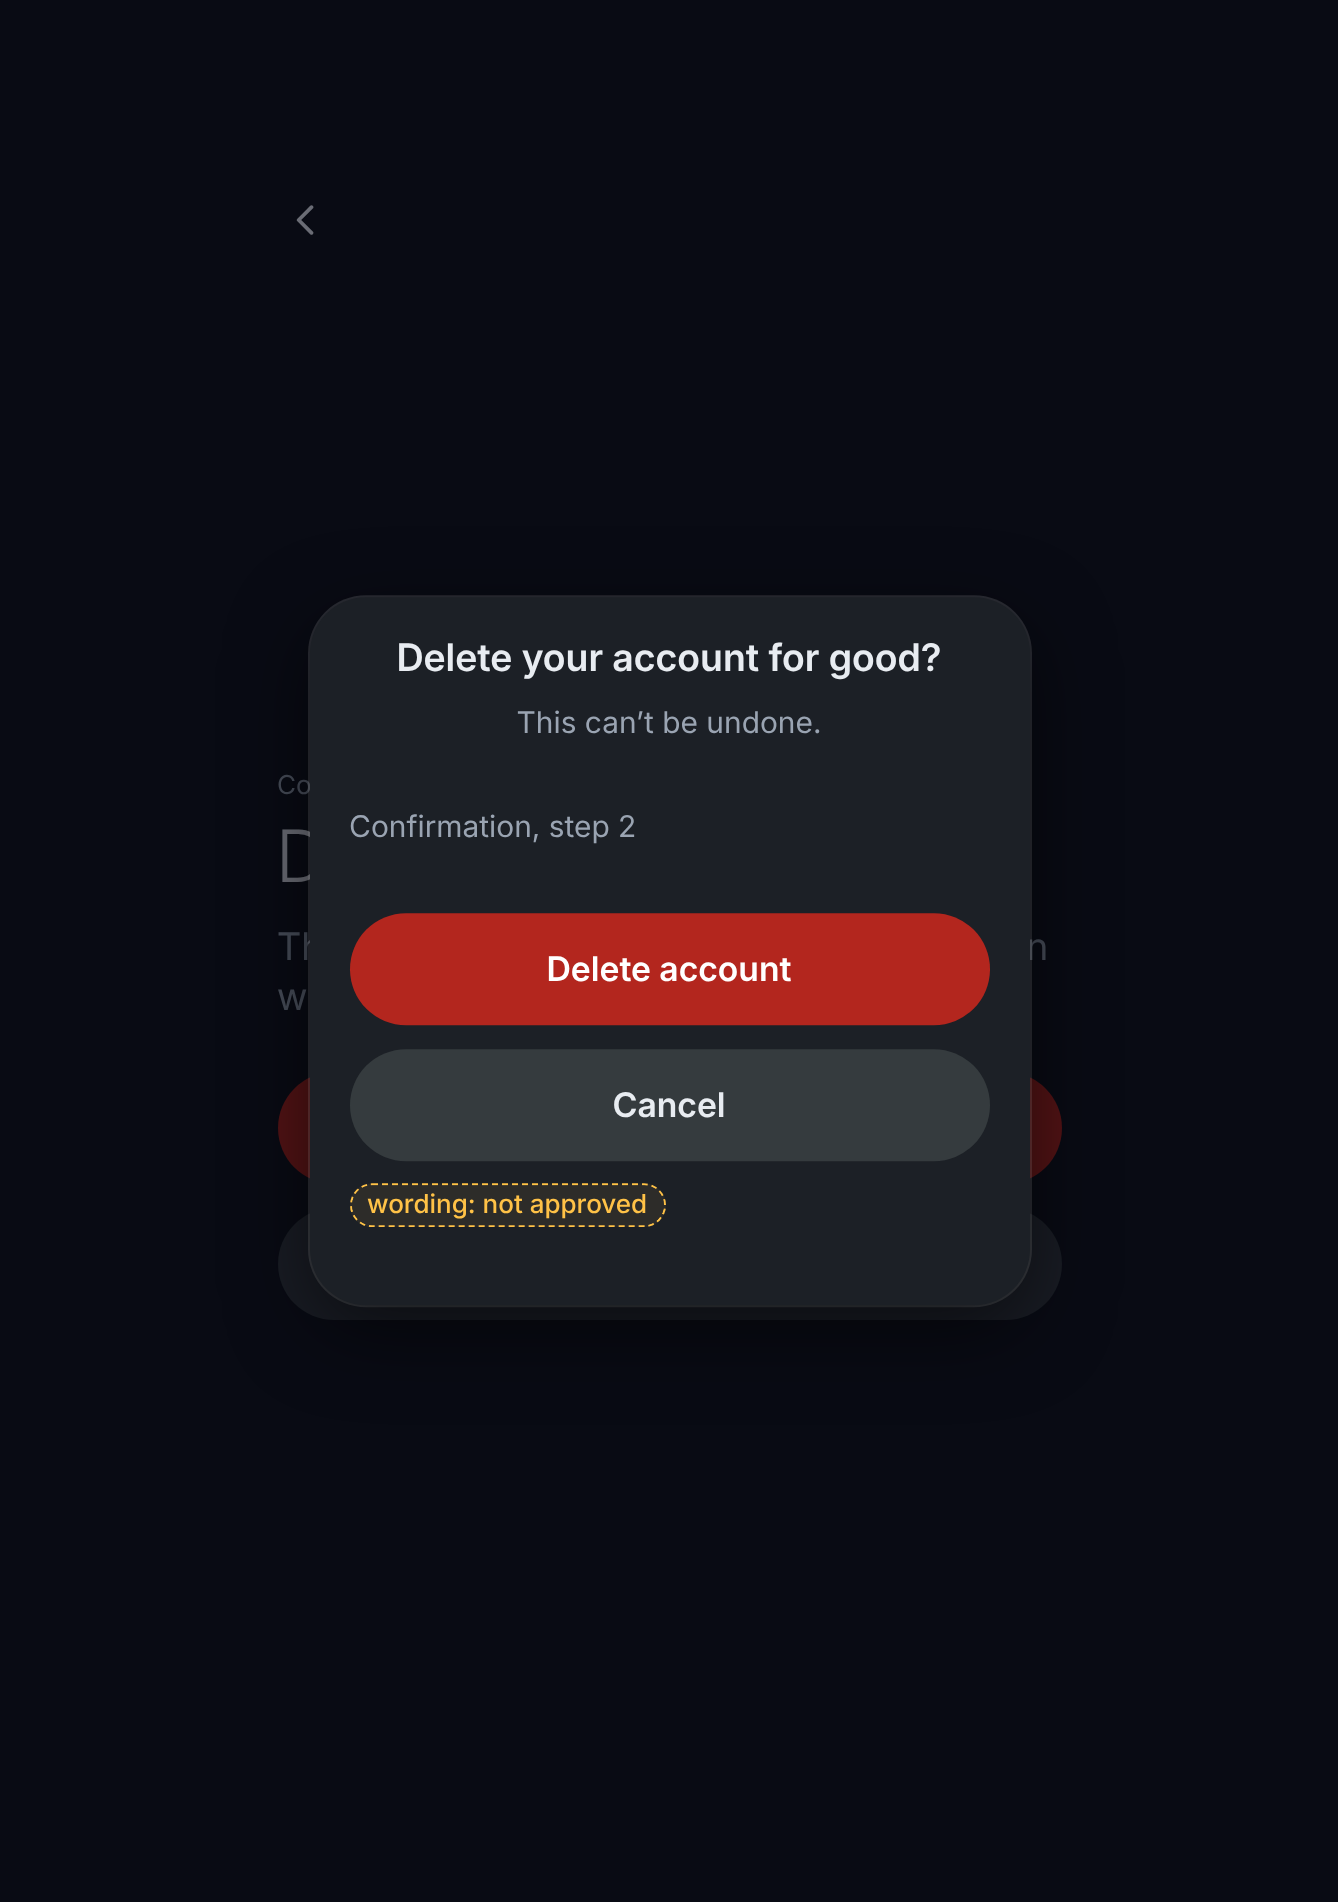 Delete your account for good?
This can’t be undone.
Confirmation, step 2
Delete account
Cancel
wording: not approved